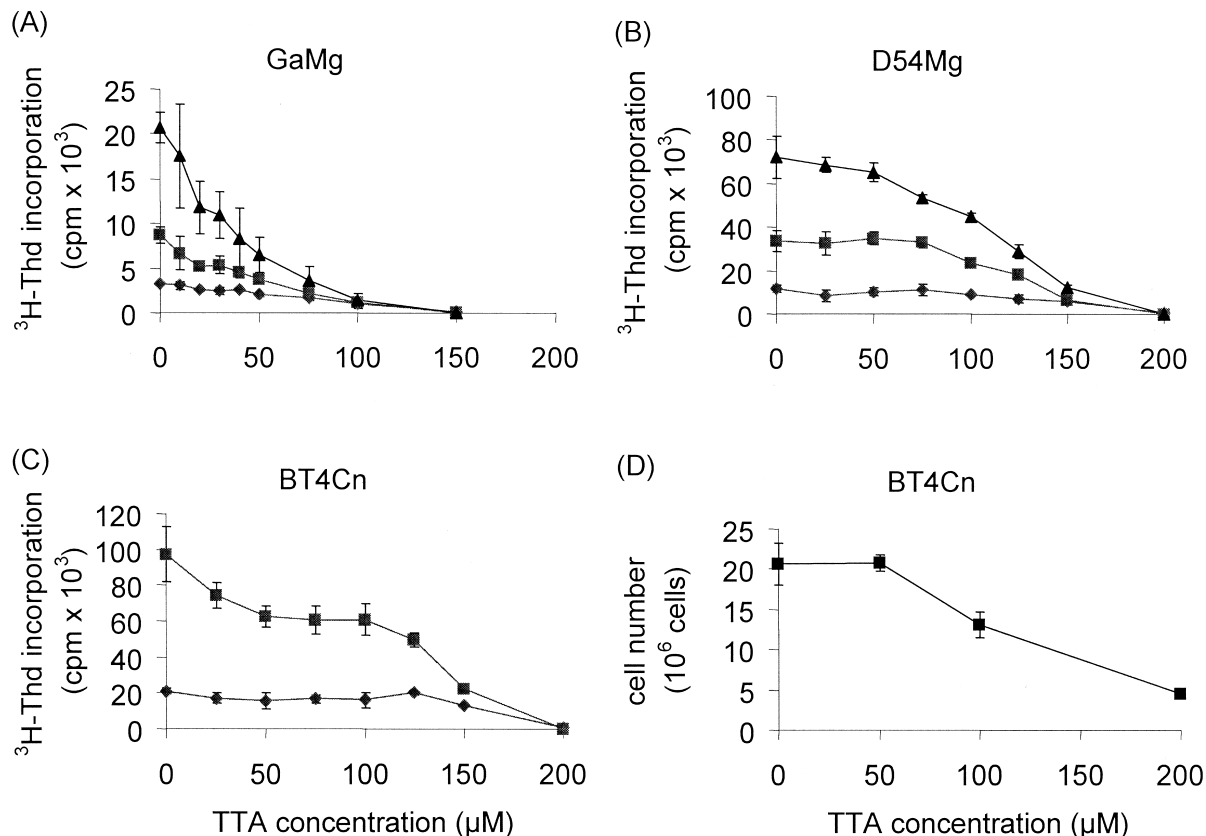 (A)
GaMg
³H-Thd incorporation
(cpm x 10³)
25
20
15
10
5
0
0 50 100 150 200
(B)
D54Mg
³H-Thd incorporation
(cpm x 10³)
100
80
60
40
20
0
0 50 100 150 200
(C)
BT4Cn
³H-Thd incorporation
(cpm x 10³)
120
100
80
60
40
20
0
0 50 100 150 200
TTA concentration (µM)
(D)
BT4Cn
cell number
(10⁶ cells)
25
20
15
10
5
0
0 50 100 150 200
TTA concentration (µM)